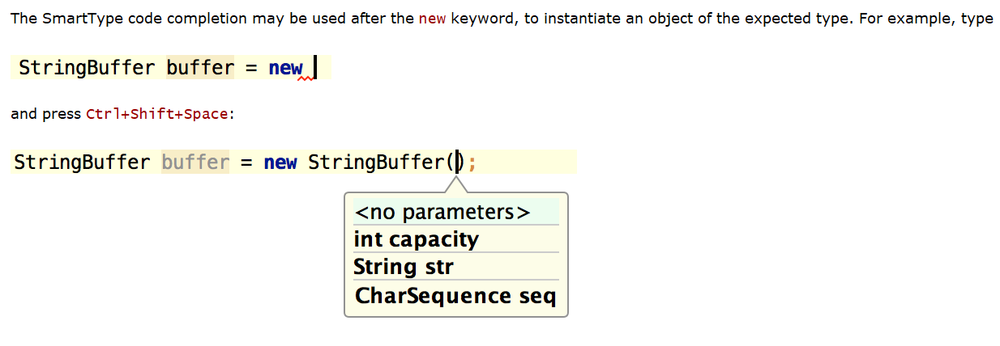 The SmartType code completion may be used after the new keyword, to instantiate an object of the expected type. For example, type
StringBuffer buffer = new
and press Ctrl+Shift+Space:
StringBuffer buffer = new StringBuffer();
<no parameters>
int capacity
String str
CharSequence seq